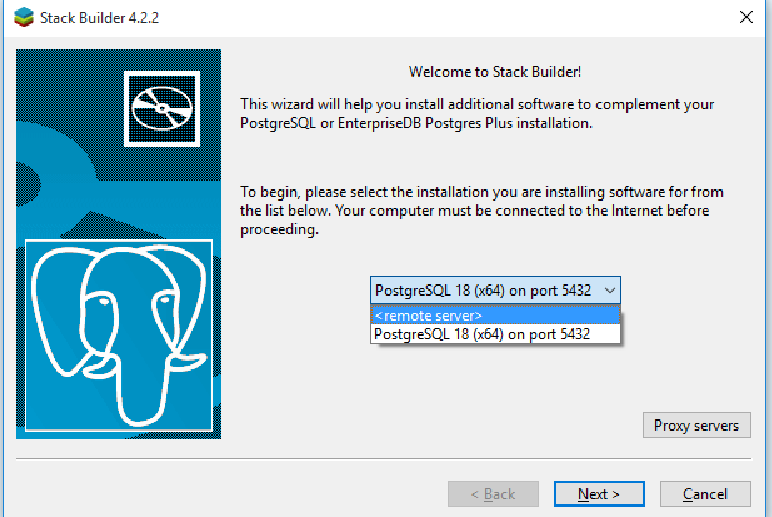 Stack Builder 4.2.2
Welcome to Stack Builder!
This wizard will help you install additional software to complement your
PostgreSQL or EnterpriseDB Postgres Plus installation.
To begin, please select the installation you are installing software for from
the list below. Your computer must be connected to the Internet before
proceeding.
PostgreSQL 18 (x64) on port 5432
<remote server>
PostgreSQL 18 (x64) on port 5432
Proxy servers
< Back
Next >
Cancel